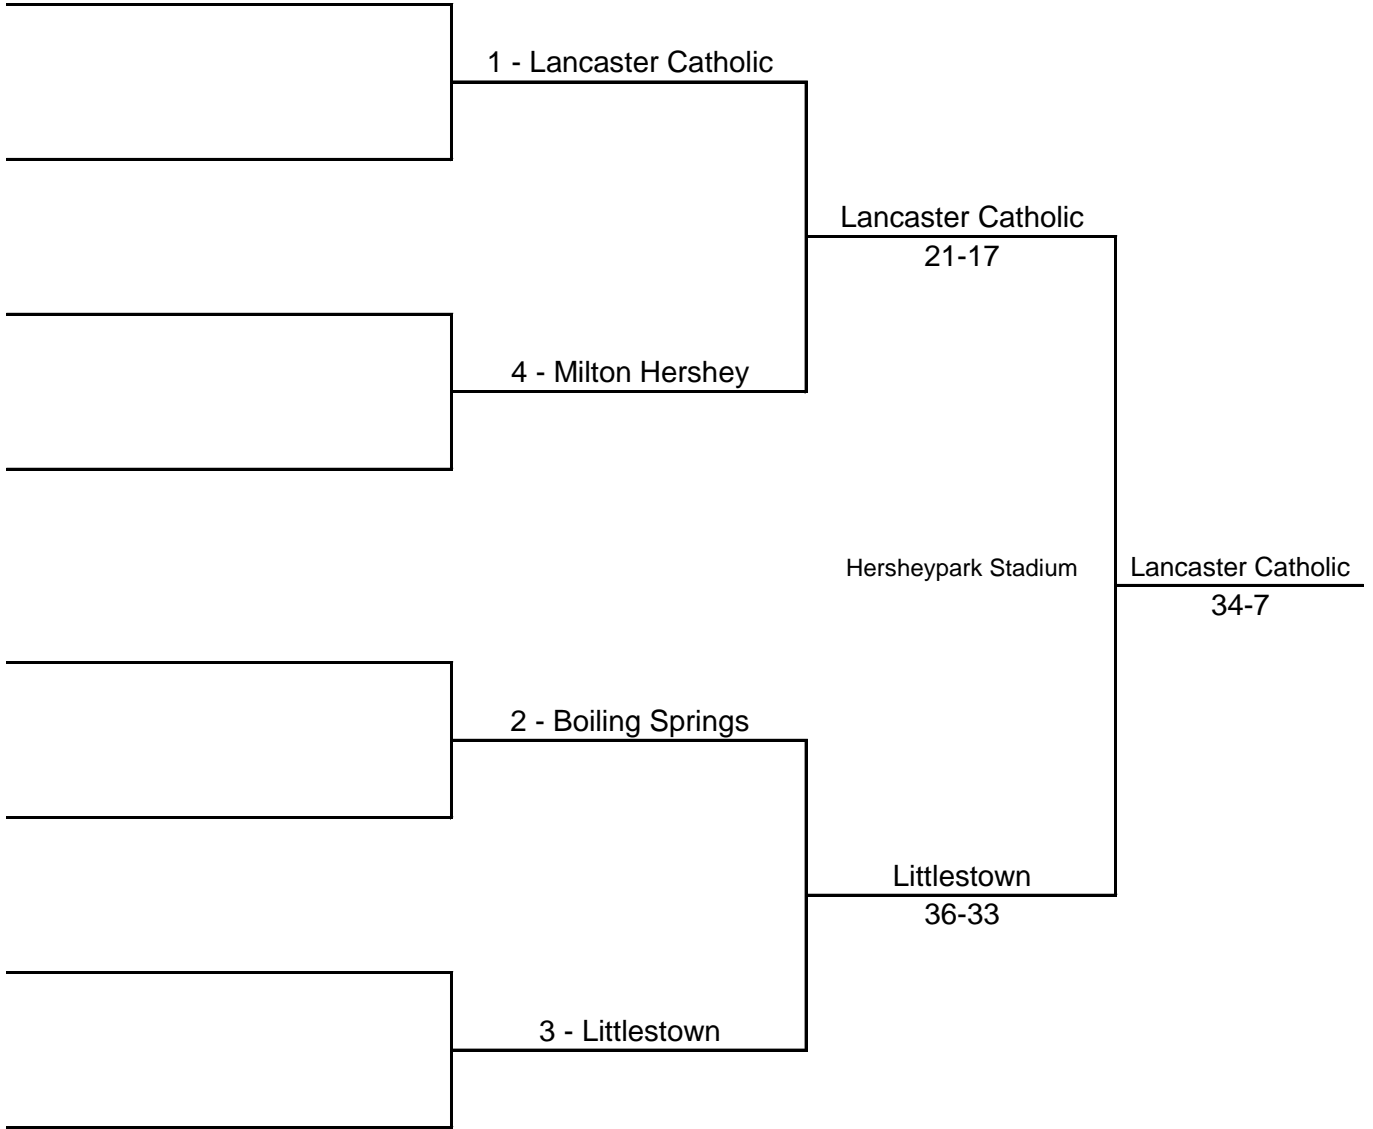 1 - Lancaster Catholic
Lancaster Catholic
21-17
4 - Milton Hershey
Hersheypark Stadium
Lancaster Catholic
34-7
2 - Boiling Springs
Littlestown
36-33
3 - Littlestown